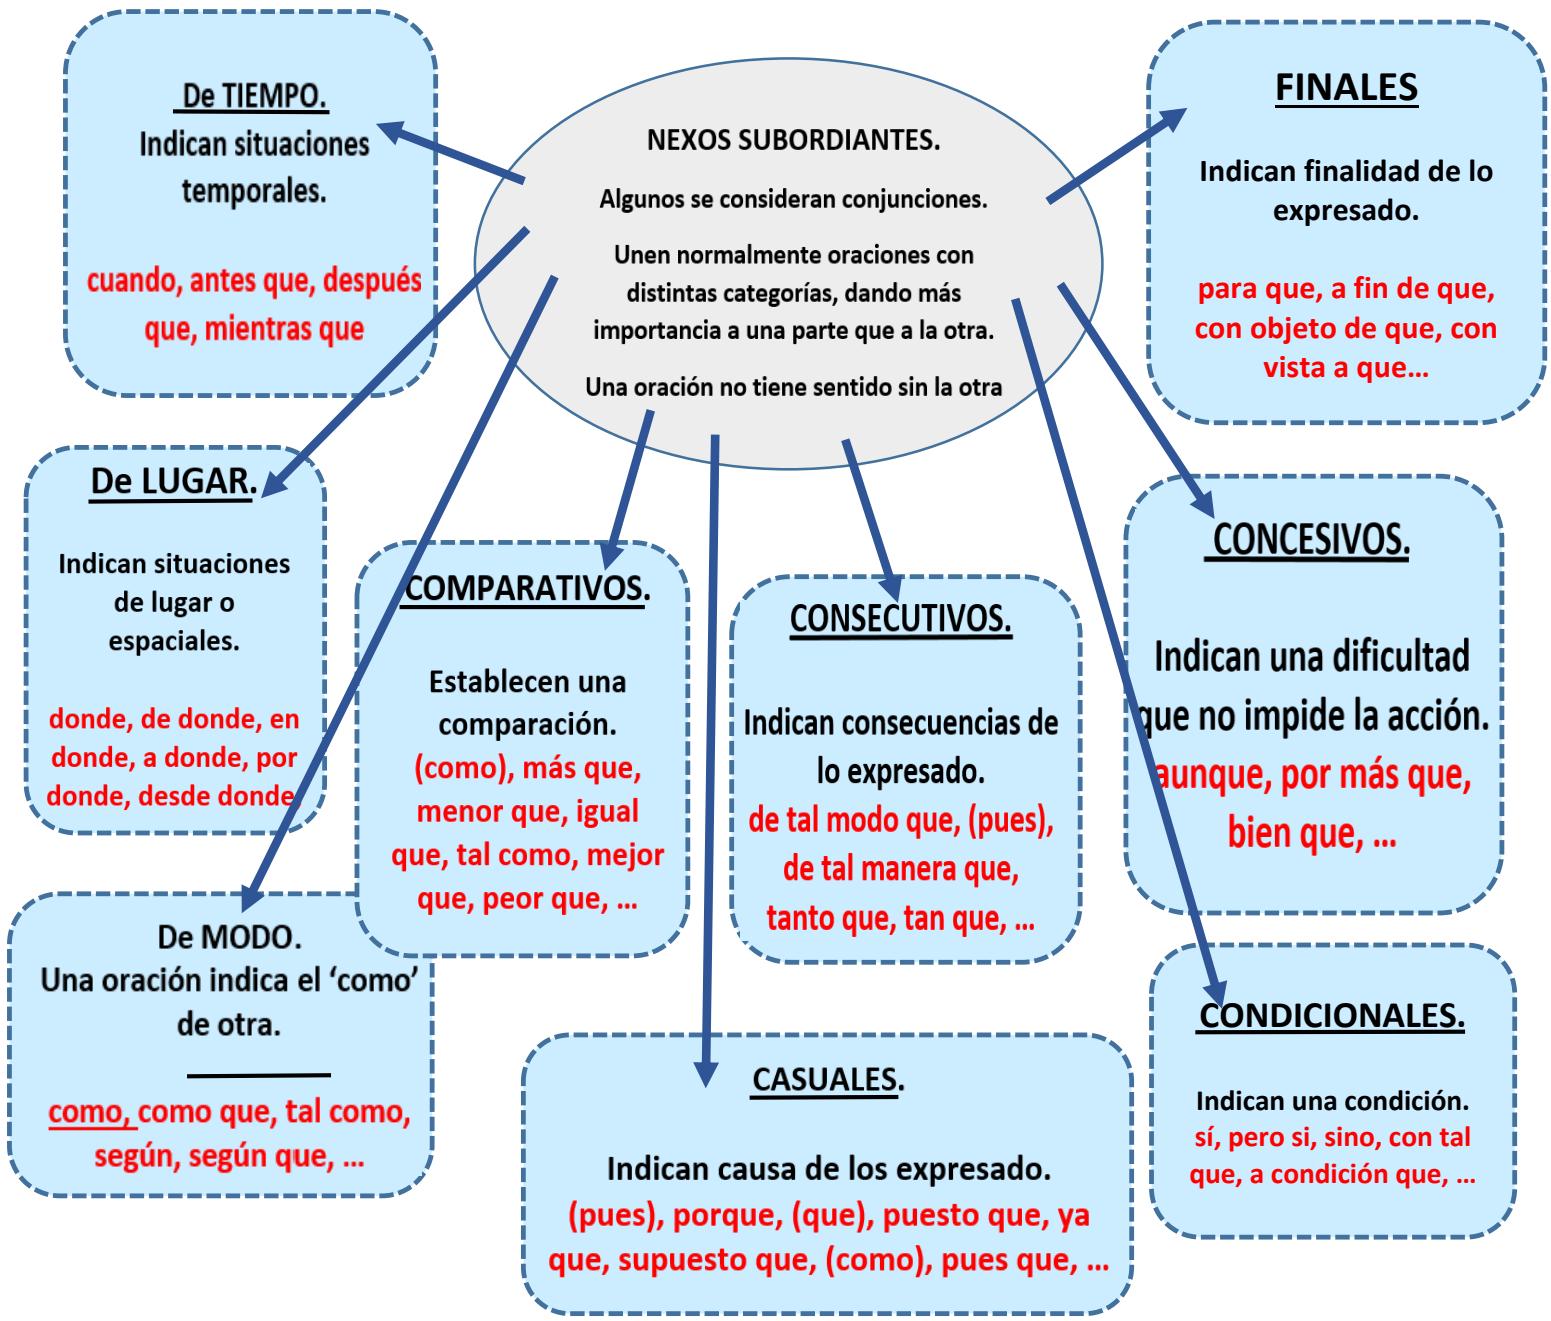 NEXOS SUBORDIANTES.
Algunos se consideran conjunciones.
Unen normalmente oraciones con
distintas categorías, dando más
importancia a una parte que a la otra.
Una oración no tiene sentido sin la otra
De TIEMPO.
Indican situaciones
temporales.
cuando, antes que, después
que, mientras que
FINALES
Indican finalidad de lo
expresado.
para que, a fin de que,
con objeto de que, con
vista a que...
De LUGAR.
Indican situaciones
de lugar o
espaciales.
donde, de donde, en
donde, a donde, por
donde, desde donde,
COMPARATIVOS.
Establecen una
comparación.
(como), más que,
menor que, igual
que, tal como, mejor
que, peor que, ...
CONSECUTIVOS.
Indican consecuencias de
lo expresado.
de tal modo que, (pues),
de tal manera que,
tanto que, tan que, ...
CONCESIVOS.
Indican una dificultad
que no impide la acción.
aunque, por más que,
bien que, ...
De MODO.
Una oración indica el ‘como’
de otra.
como, como que, tal como,
según, según que, ...
CASUALES.
Indican causa de los expresado.
(pues), porque, (que), puesto que, ya
que, supuesto que, (como), pues que, ...
CONDICIONALES.
Indican una condición.
sí, pero si, sino, con tal
que, a condición que, ...